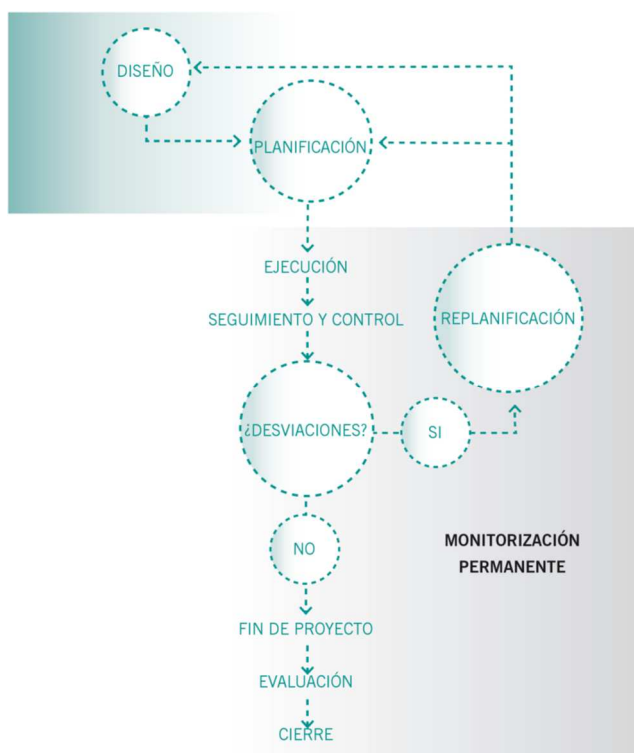 DISEÑO
PLANIFICACIÓN
EJECUCIÓN
SEGUIMIENTO Y CONTROL
REPLANIFICACIÓN
¿DESVIACIONES?
SI
NO
MONITORIZACIÓN
PERMANENTE
FIN DE PROYECTO
EVALUACIÓN
CIERRE